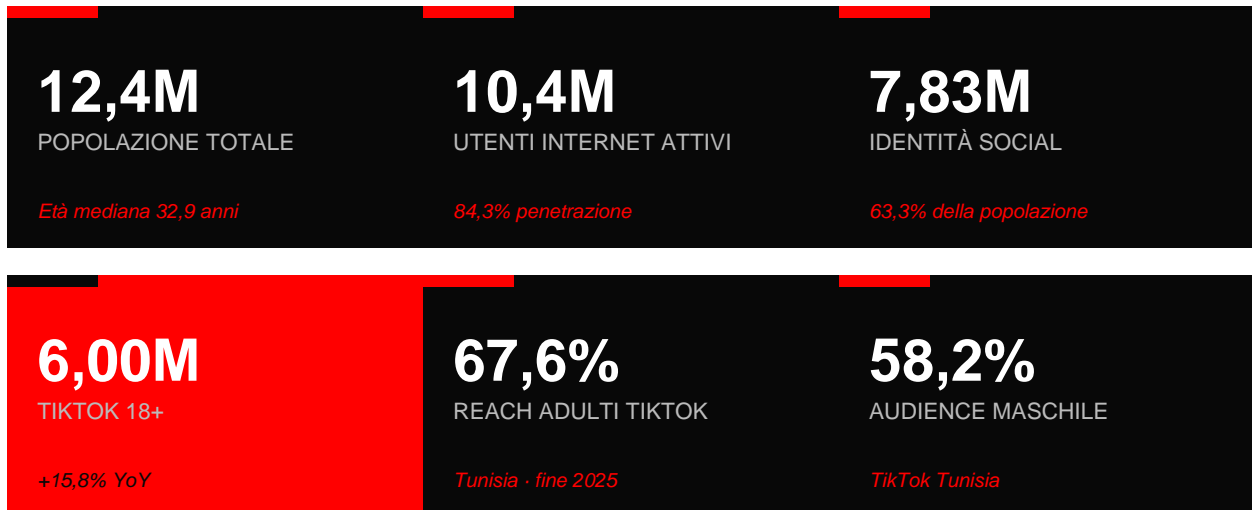 12,4M
POPOLAZIONE TOTALE
Età mediana 32,9 anni
10,4M
UTENTI INTERNET ATTIVI
84,3% penetrazione
7,83M
IDENTITÀ SOCIAL
63,3% della popolazione
6,00M
TIKTOK 18+
+15,8% YoY
67,6%
REACH ADULTI TIKTOK
Tunisia · fine 2025
58,2%
AUDIENCE MASCHILE
TikTok Tunisia